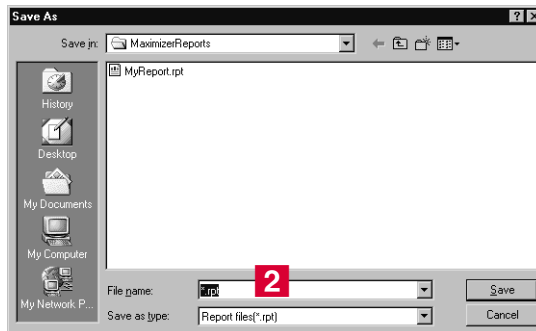 Save As
Save in: MaximizerReports
MyReport.rpt
History
Desktop
My Documents
My Computer
My Network P...
File name: *.rpt 2 Save
Save as type: Report files(*.rpt) Cancel